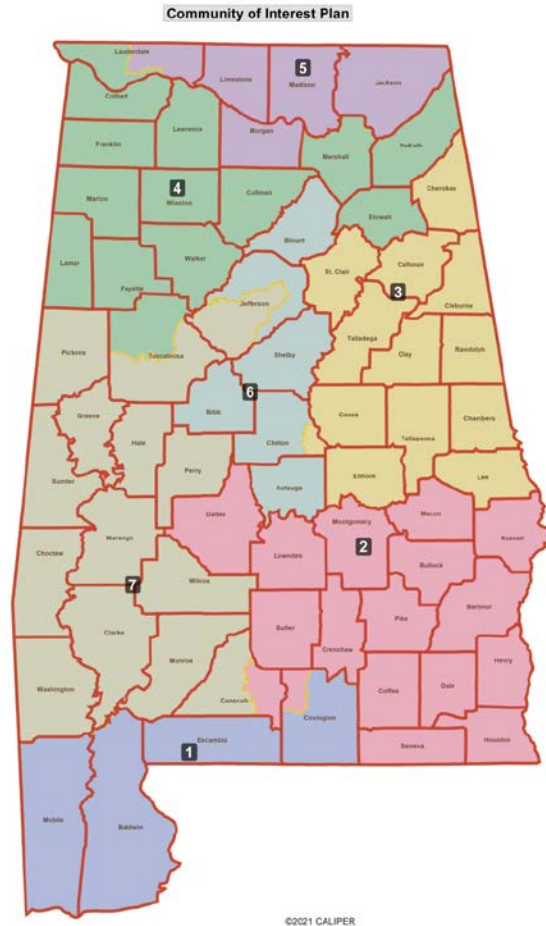 Community of Interest Plan
Lauderdale
Limestone
5
Madison
Jackson
Colbert
Lawrence
Morgan
Franklin
Marshall
DeKalb
Cherokee
Marion
4
Winston
Cullman
Etowah
Blount
Lamar
Fayette
Walker
St. Clair
Calhoun
3
Cleburne
Jefferson
Talladega
Pickens
Tuscaloosa
Shelby
Clay
Randolph
6
Greene
Bibb
Hale
Chilton
Coosa
Tallapoosa
Chambers
Sumter
Perry
Elmore
Lee
Autauga
Dallas
Montgomery
Macon
Russell
Marengo
Choctaw
Lowndes
2
Bullock
7
Wilcox
Barbour
Clarke
Butler
Pike
Crenshaw
Monroe
Henry
Washington
Coffee
Dale
Conecuh
Covington
Escambia
1
Geneva
Houston
Mobile
Baldwin
©2021 CALIPER